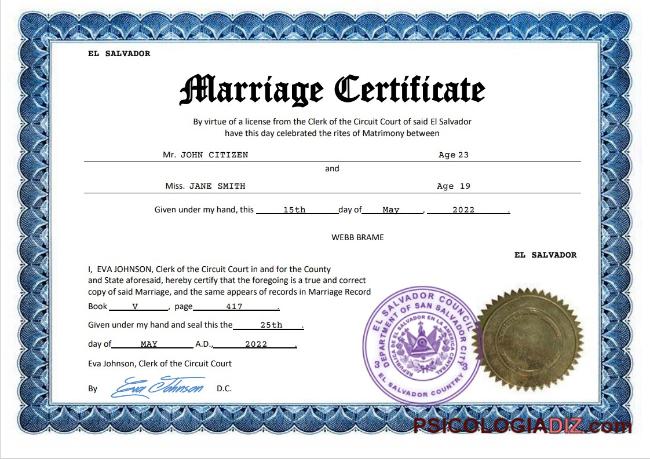 EL SALVADOR
Marriage Certificate
By virtue of a license from the Clerk of the Circuit Court of said El Salvador
have this day celebrated the rites of Matrimony between
Mr. JOHN CITIZEN Age 23
and
Miss. JANE SMITH Age 19
Given under my hand, this 15th day of May , 2022 .
WEBB BRAME
EL SALVADOR
I, EVA JOHNSON, Clerk of the Circuit Court in and for the County
and State aforesaid, hereby certify that the foregoing is a true and correct
copy of said Marriage, and the same appears of records in Marriage Record
Book V , page 417 .
Given under my hand and seal this the 25th .
day of MAY A.D., 2022 .
Eva Johnson, Clerk of the Circuit Court
By Eva Johnson D.C.
EL SALVADOR COUNCIL
DEPARTMENT OF SAN SALVADOR CITY
REPUBLICA DE EL SALVADOR EN LA AMERICA CENTRAL
EL SALVADOR COUNTRY
PSICOLOGIADIZ.com